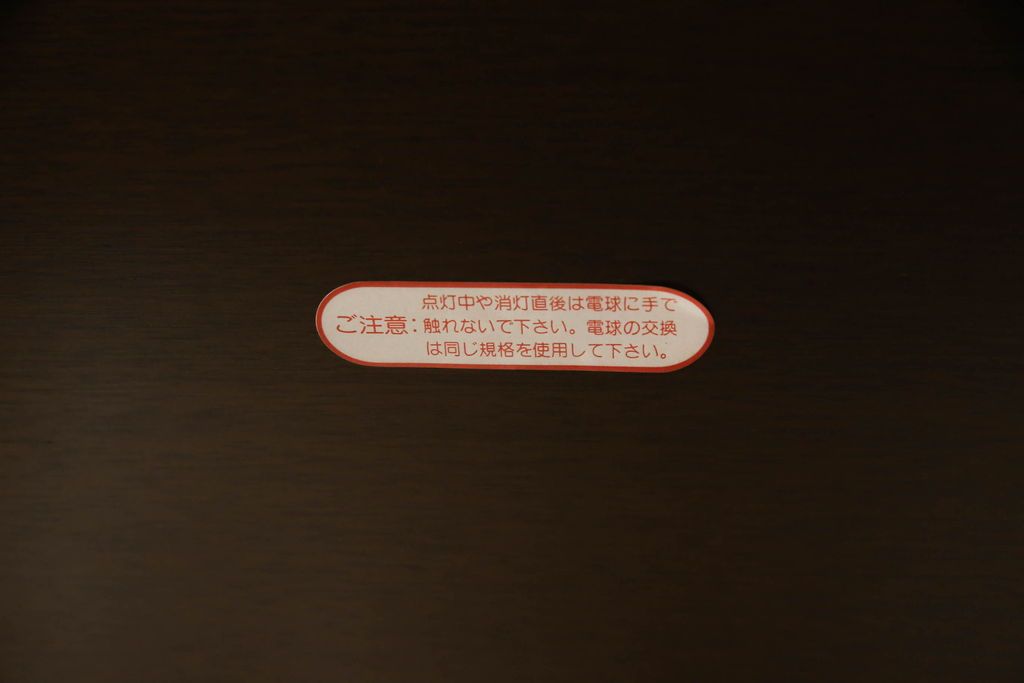 ご注意:
点灯中や消灯直後は電球に手で
触れないで下さい。電球の交換
は同じ規格を使用して下さい。